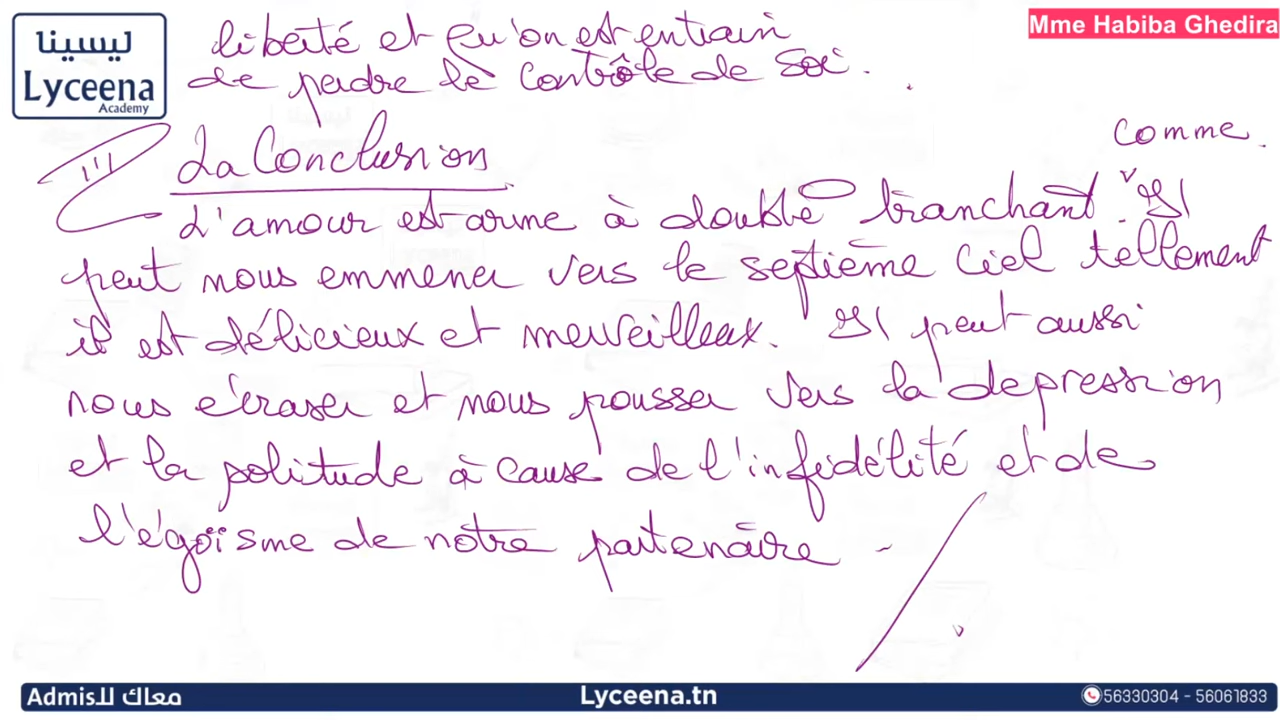 ليسينا
Lyceena
Academy
Mme Habiba Ghedira
liberté et qu'on est entrain
de perdre le contrôle de soi.
III La Conclusion
comme
L'amour est arme à double tranchant. Il
peut nous emmener vers le septième ciel tellement
il est délicieux et merveilleux. Il peut aussi
nous écraser et nous pousser vers la depression
et la solitude à cause de l'infidélité et de
l'égoïsme de notre partenaire.
Admis معاك لل
Lyceena.tn
56330304 - 56061833